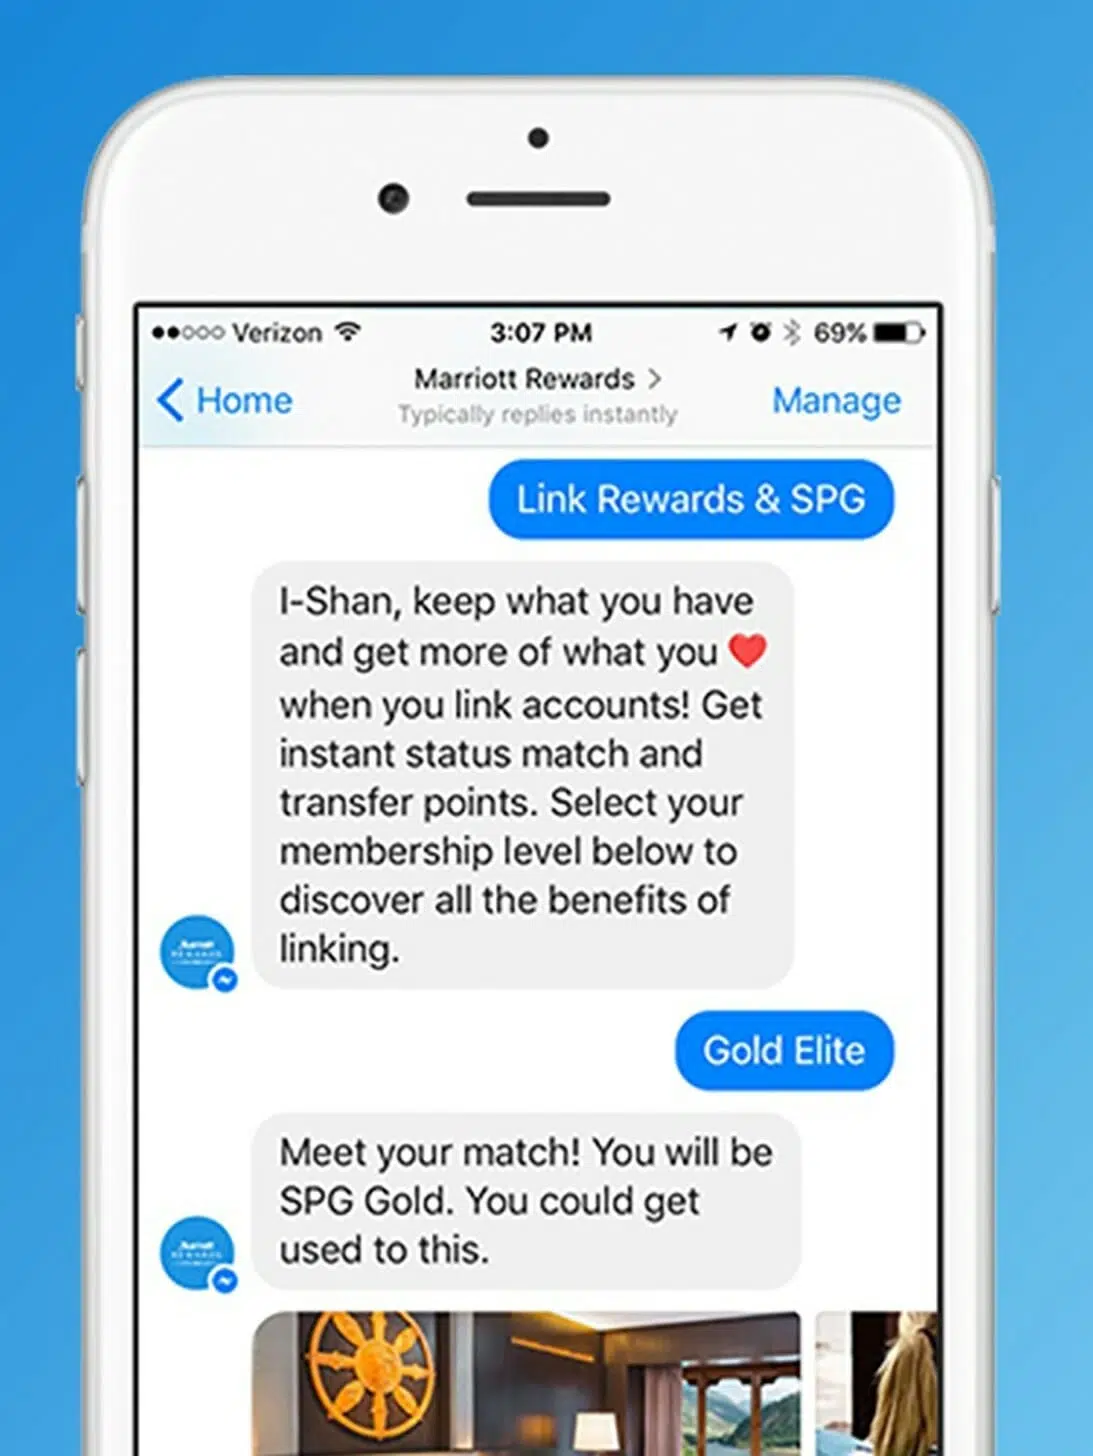 Verizon 3:07 PM 69%
Home Marriott Rewards > Manage
Typically replies instantly
Link Rewards & SPG
I-Shan, keep what you have
and get more of what you ❤️
when you link accounts! Get
instant status match and
transfer points. Select your
membership level below to
discover all the benefits of
linking.
Gold Elite
Meet your match! You will be
SPG Gold. You could get
used to this.